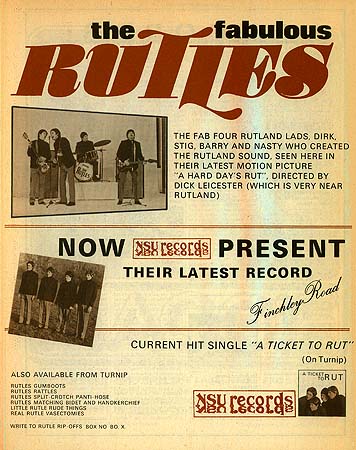 the fabulous
RUTLES
RUTLES
THE FAB FOUR RUTLAND LADS, DIRK,
STIG, BARRY AND NASTY WHO CREATED
THE RUTLAND SOUND, SEEN HERE IN
THEIR LATEST MOTION PICTURE
"A HARD DAY'S RUT", DIRECTED BY
DICK LEICESTER (WHICH IS VERY NEAR
RUTLAND)
NOW NSU records PRESENT
THEIR LATEST RECORD
Finchley Road
CURRENT HIT SINGLE "A TICKET TO RUT"
(On Turnip)
ALSO AVAILABLE FROM TURNIP
RUTLES GUMBOOTS
RUTLES RATTLES
RUTLES SPLIT-CROTCH PANTI-HOSE
RUTLES MATCHING BIDET AND HANDKERCHIEF
LITTLE RUTLE RUDE THINGS
REAL RUTLE VASECTOMIES
WRITE TO RUTLE RIP-OFFS BOX NO BO. X.
NSU records
A TICKET
TO RUT